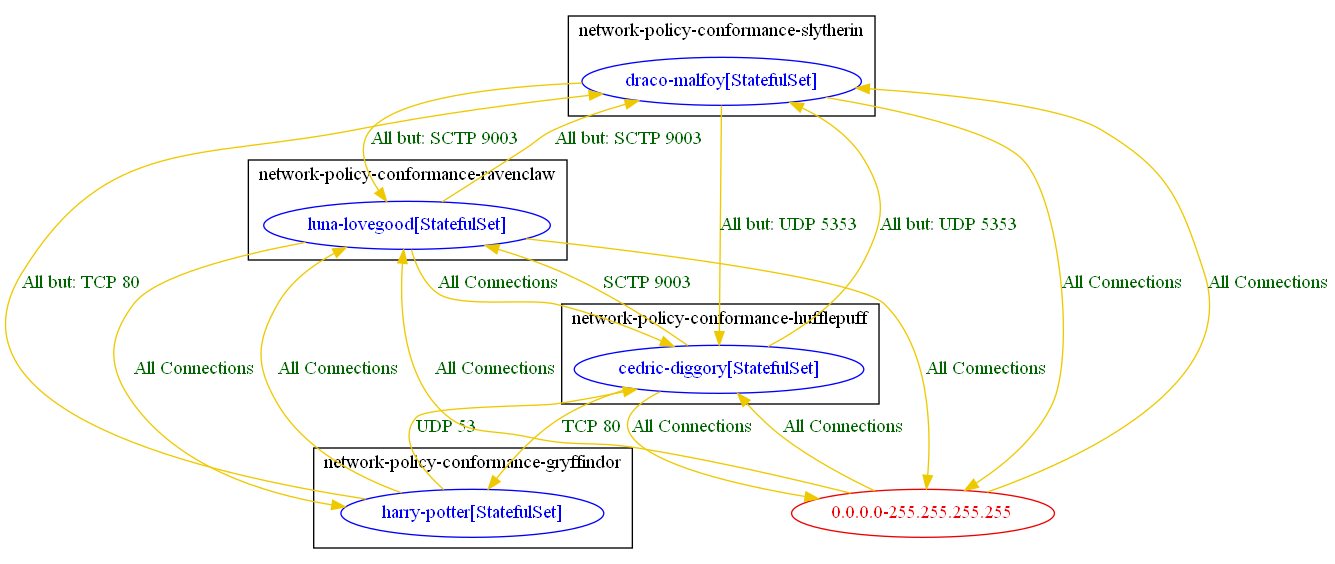 network-policy-conformance-slytherin
draco-malfoy[StatefulSet]
All but: SCTP 9003
All but: SCTP 9003
network-policy-conformance-ravenclaw
luna-lovegood[StatefulSet]
All but: UDP 5353
All but: UDP 5353
All but: TCP 80
All Connections
SCTP 9003
All Connections
All Connections
network-policy-conformance-hufflepuff
cedric-diggory[StatefulSet]
All Connections
All Connections
All Connections
All Connections
UDP 53
TCP 80
All Connections
All Connections
network-policy-conformance-gryffindor
harry-potter[StatefulSet]
0.0.0.0-255.255.255.255